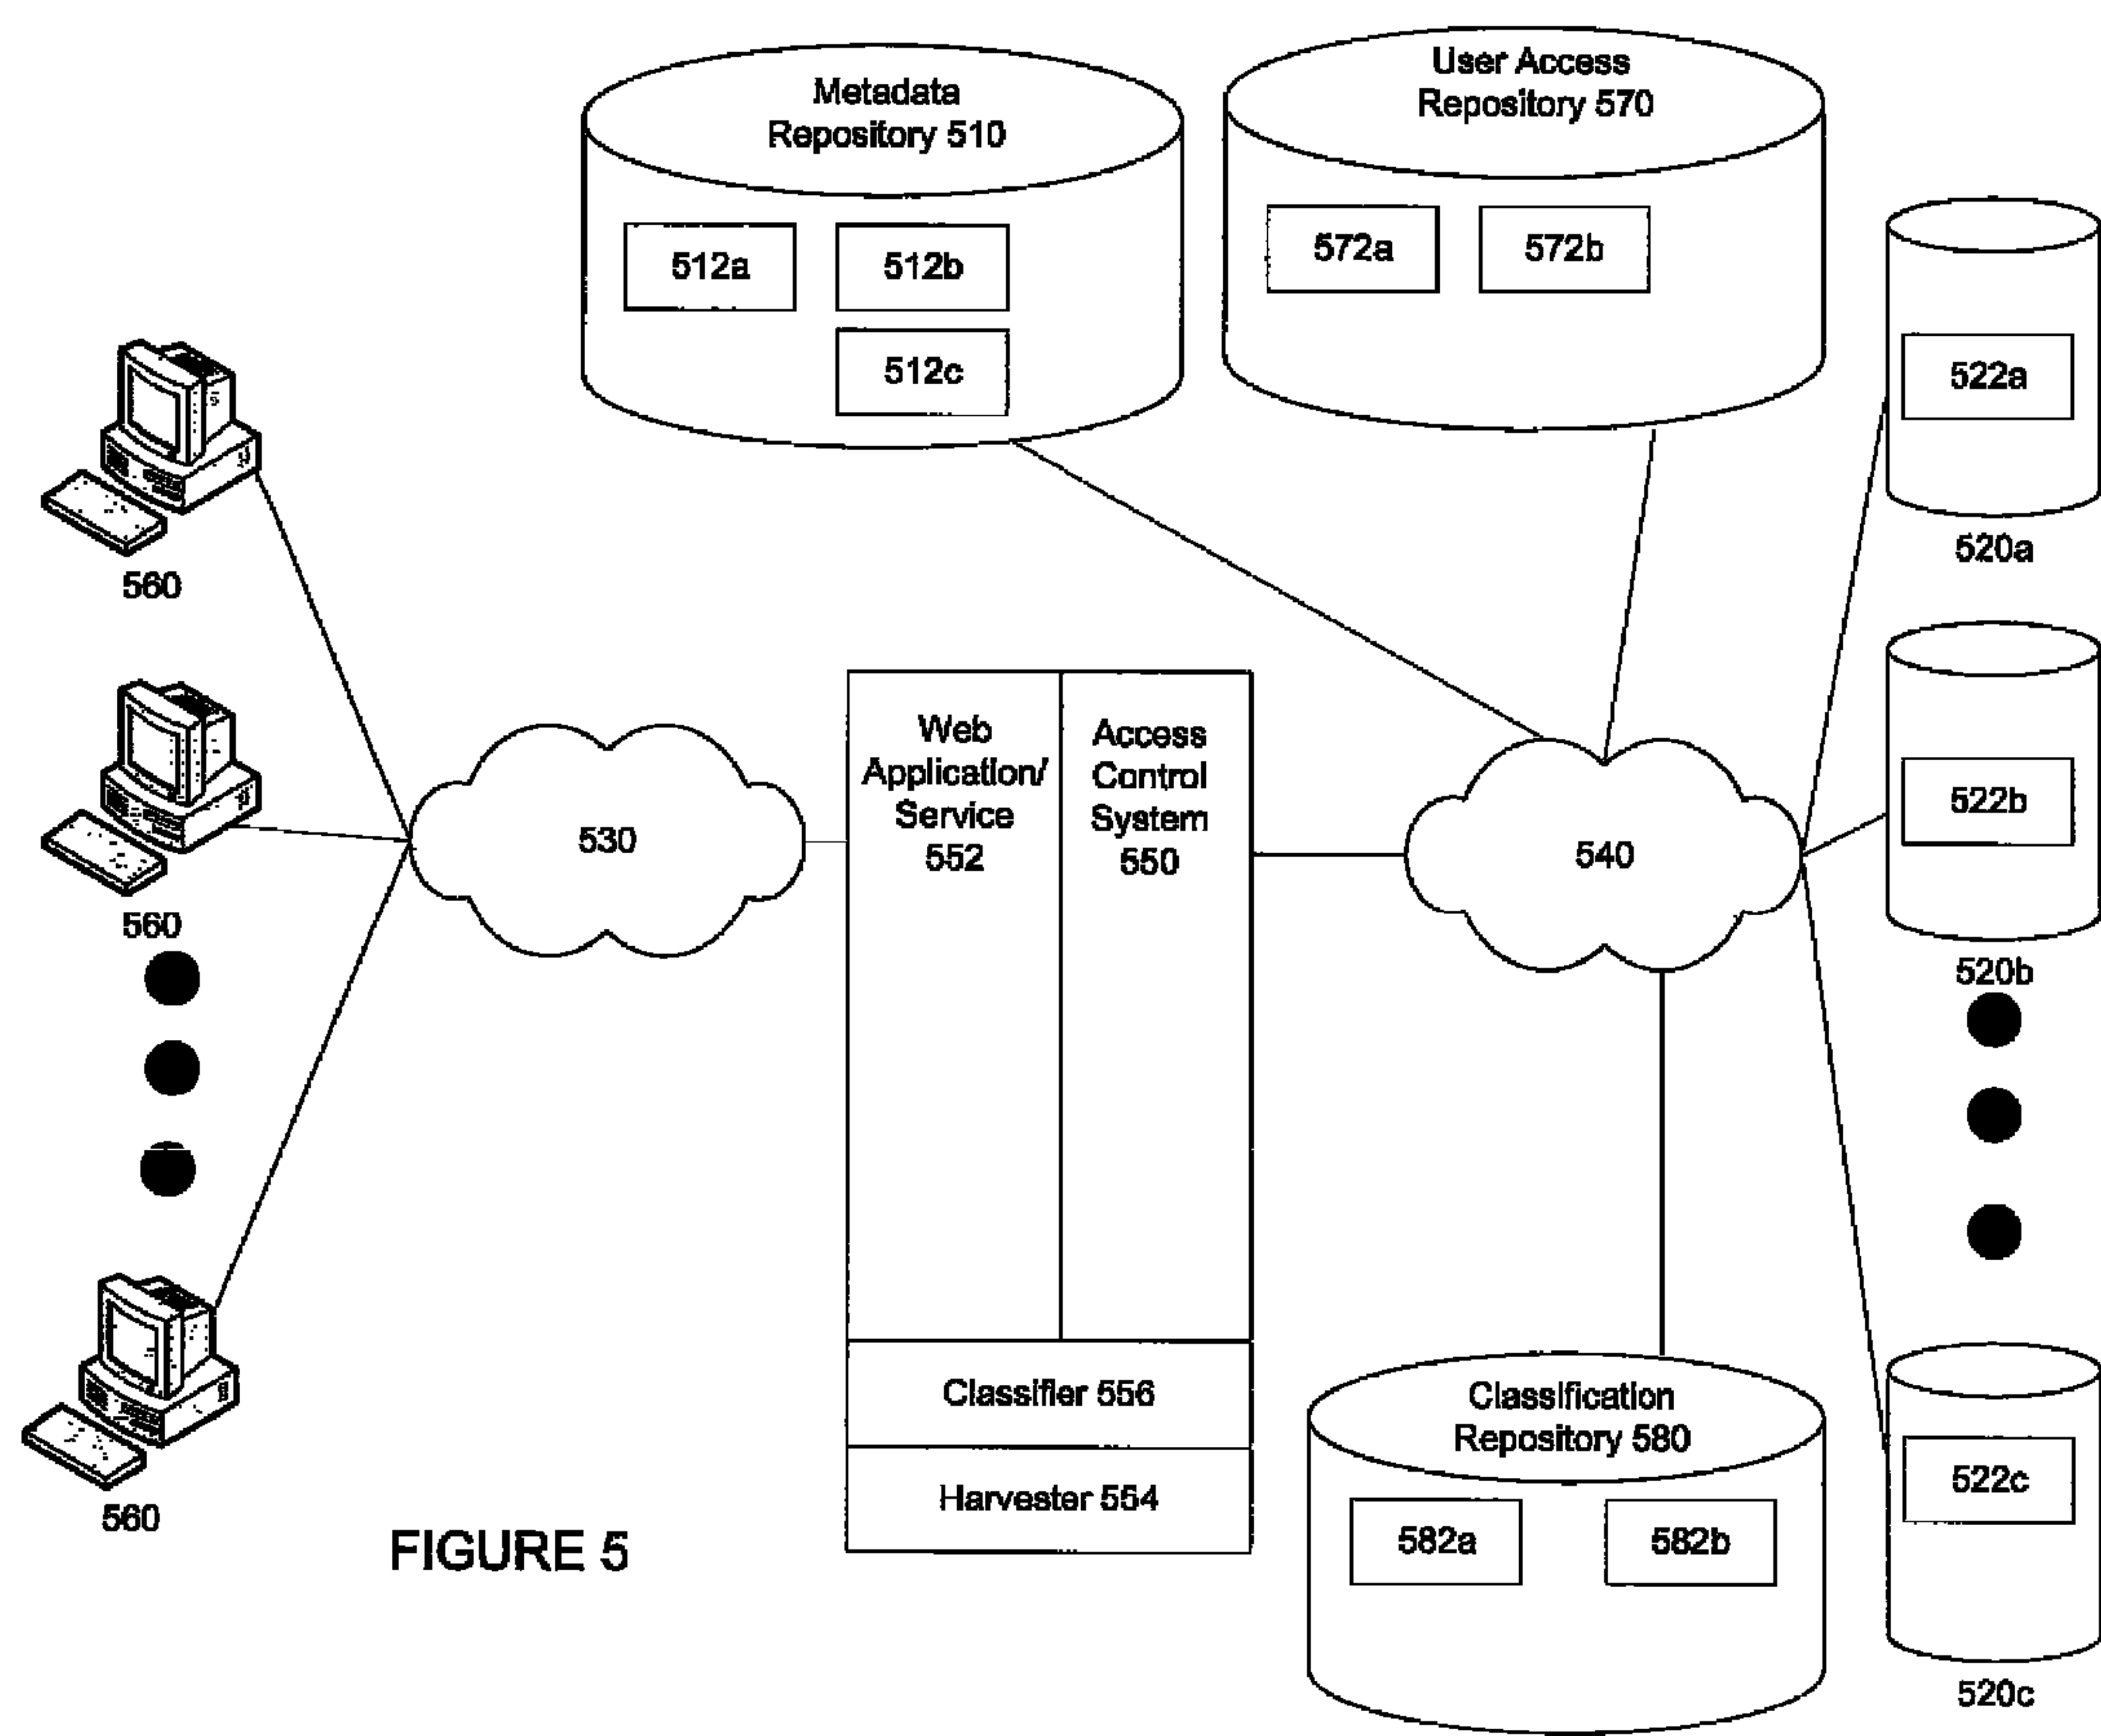 Metadata
Repository 510
512a
512b
512c
User Access
Repository 570
572a
572b
522a
520a
560
560
560
530
Web
Application/
Service
552
Access
Control
System
550
540
522b
520b
Classifier 556
Harvester 554
Classification
Repository 580
582a
582b
522c
520c
FIGURE 5